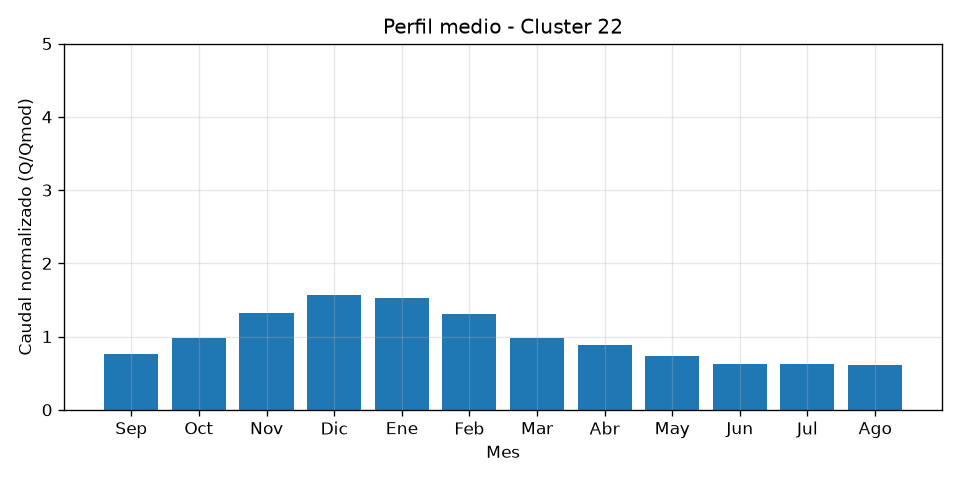 Perfil medio - Cluster 22
Caudal normalizado (Q/Qmod)
5
4
3
2
1
0
Sep Oct Nov Dic Ene Feb Mar Abr May Jun Jul Ago
Mes